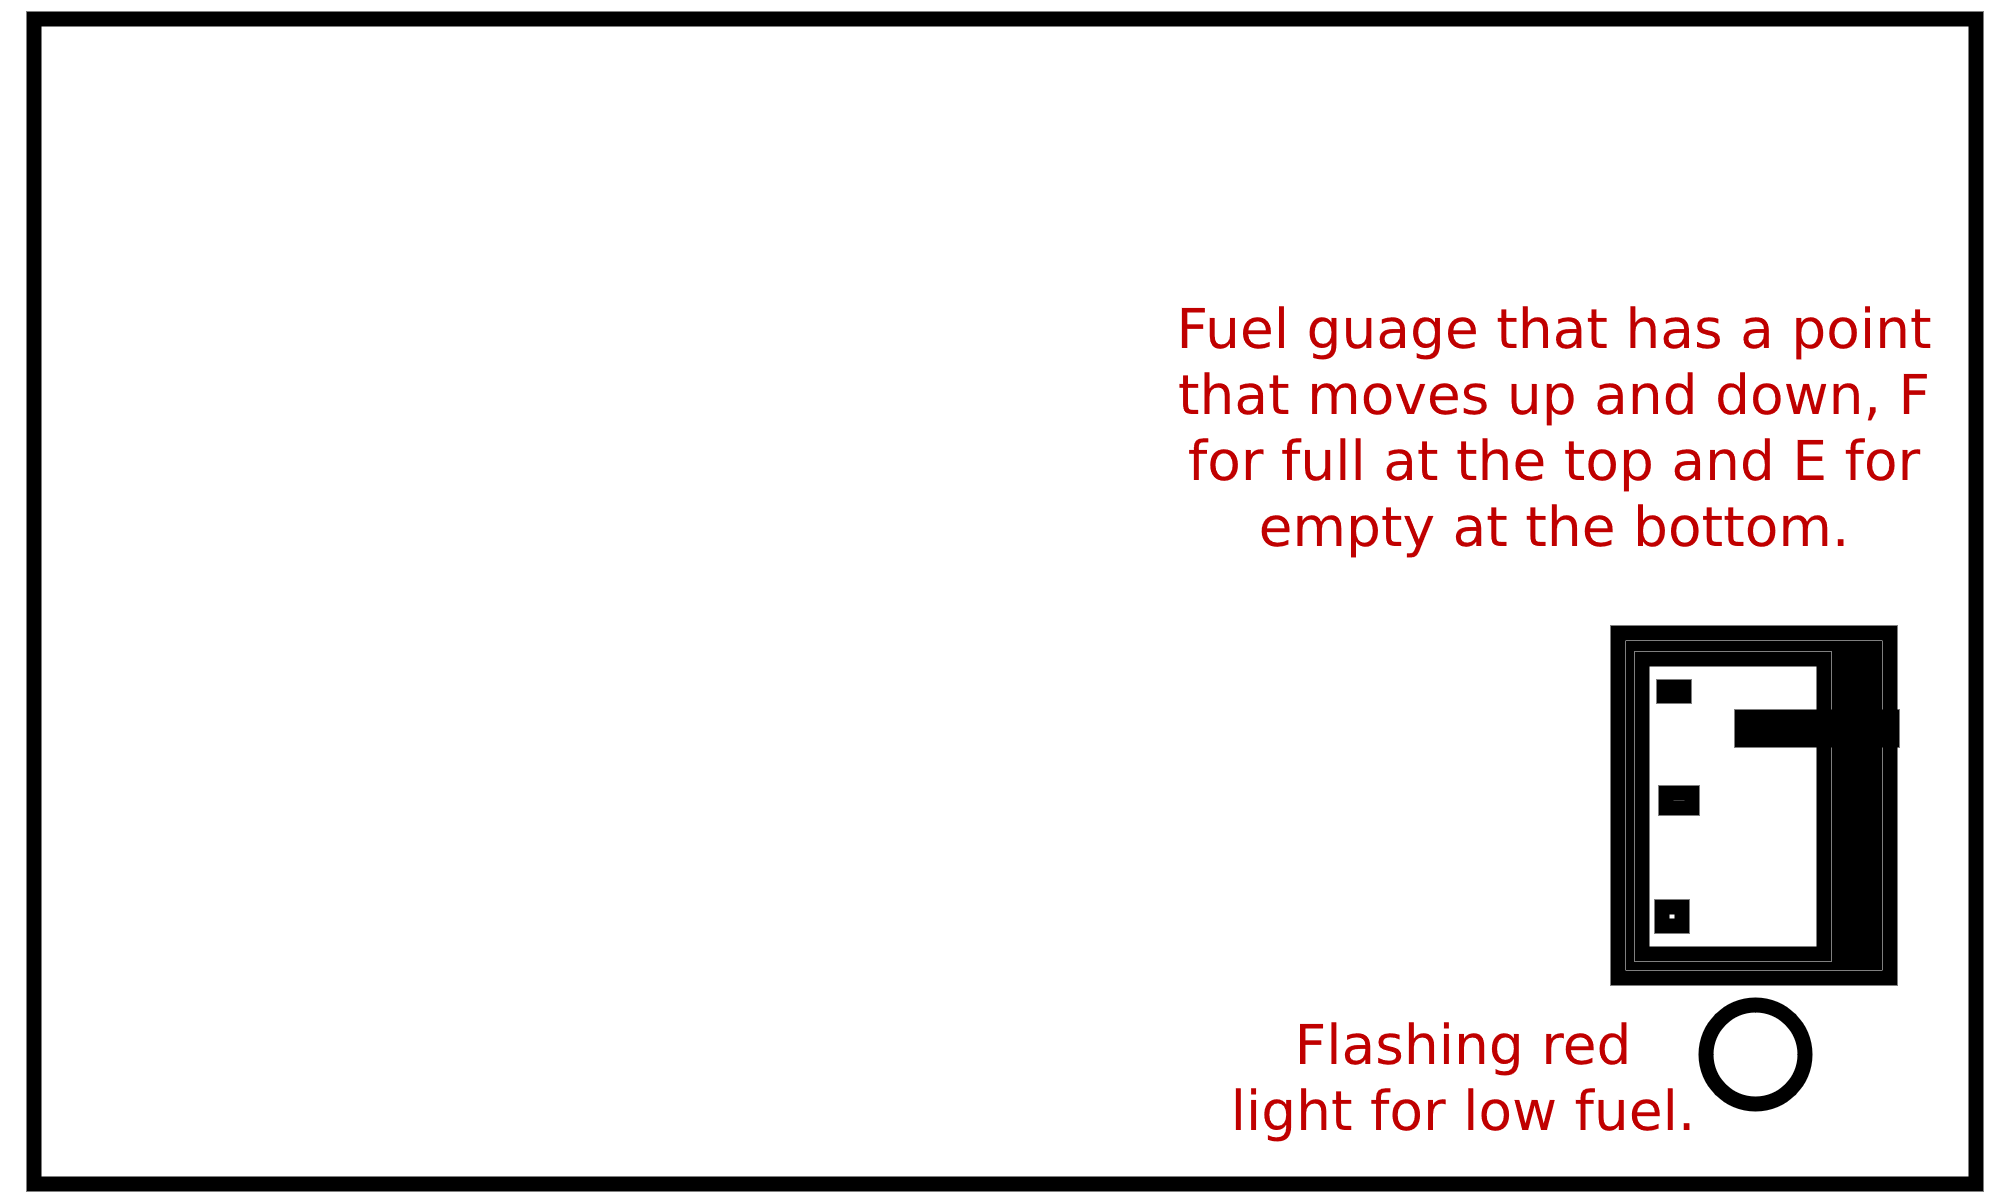 Fuel guage that has a point
that moves up and down, F
for full at the top and E for
empty at the bottom.
Flashing red
light for low fuel.